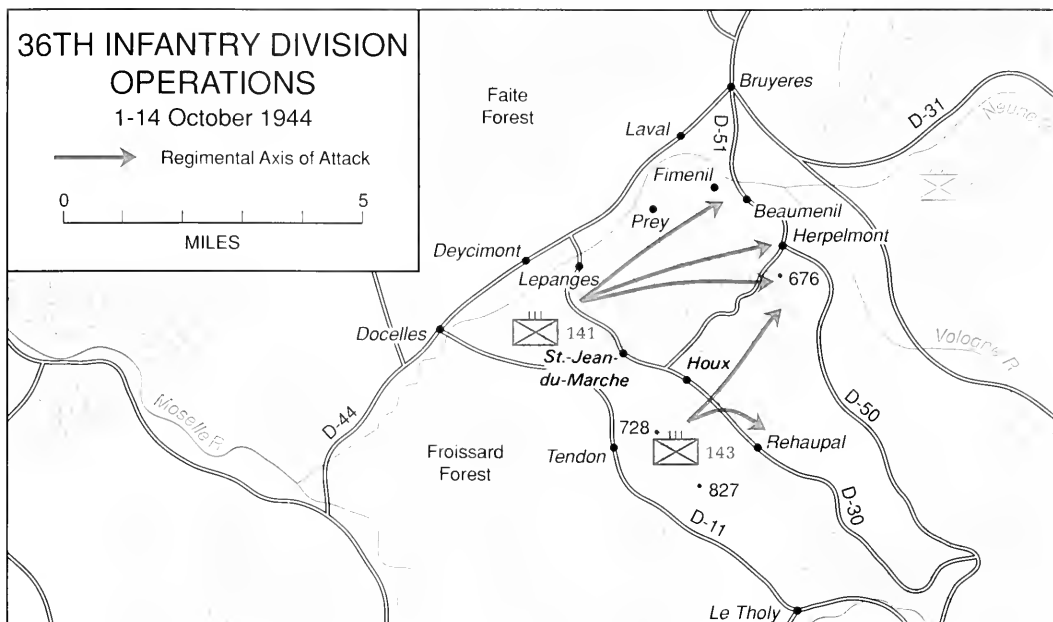 36TH INFANTRY DIVISION
OPERATIONS
1-14 October 1944
Regimental Axis of Attack
0
5
MILES
Faite
Forest
Bruyeres
D-31
Neune R.
Laval
D-51
Fimenil
Prey
Beaumenil
Herpelmont
Deycimont
Lepanges
676
Docelles
141
St.-Jean-
du-Marche
Houx
Vologne R.
Moselle R.
D-44
D-50
728
143
Rehaupal
Froissard
Forest
Tendon
827
D-30
D-11
Le Tholy